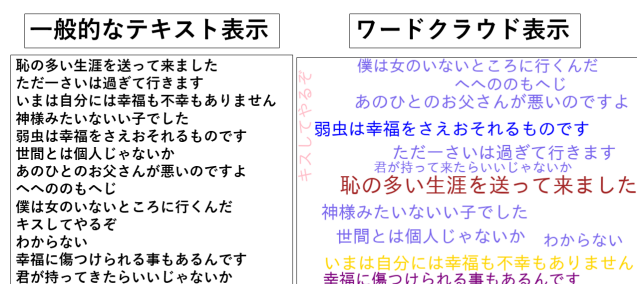 一般的なテキスト表示
恥の多い生涯を送って来ました
ただ一さいは過ぎて行きます
いまは自分には幸福も不幸もありません
神様みたいないい子でした
弱虫は幸福をさえおそれるものです
世間とは個人じゃないか
あのひとのお父さんが悪いのですよ
へへののもへじ
僕は女のいないところに行くんだ
キスしてやるぞ
わからない
幸福に傷つけられる事もあるんです
君が持ってきたらいいじゃないか
ワードクラウド表示
キスしてやるぞ
僕は女のいないところに行くんだ
へへののもへじ
あのひとのお父さんが悪いのですよ
弱虫は幸福をさえおそれるものです
ただ一さいは過ぎて行きます
君が持って来たらいいじゃないか
恥の多い生涯を送って来ました
神様みたいないい子でした
世間とは個人じゃないか
わからない
いまは自分には幸福も不幸もありません
幸福に傷つけられる事もあるんです